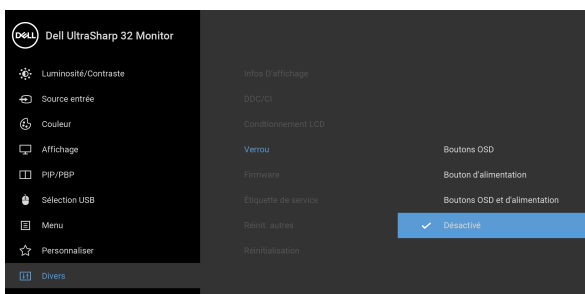 DELL Dell UltraSharp 32 Monitor
Luminosité/Contraste
Infos D'affichage
Source entrée
DDC/CI
Couleur
Condtionnement LCD
Affichage
Verrou
Boutons OSD
PIP/PBP
Firmware
Bouton d'alimentation
Sélection USB
Étiquette de service
Boutons OSD et d'alimentation
Menu
Réinit. autres
Désactivé
Personnaliser
Réinitialisation
Divers